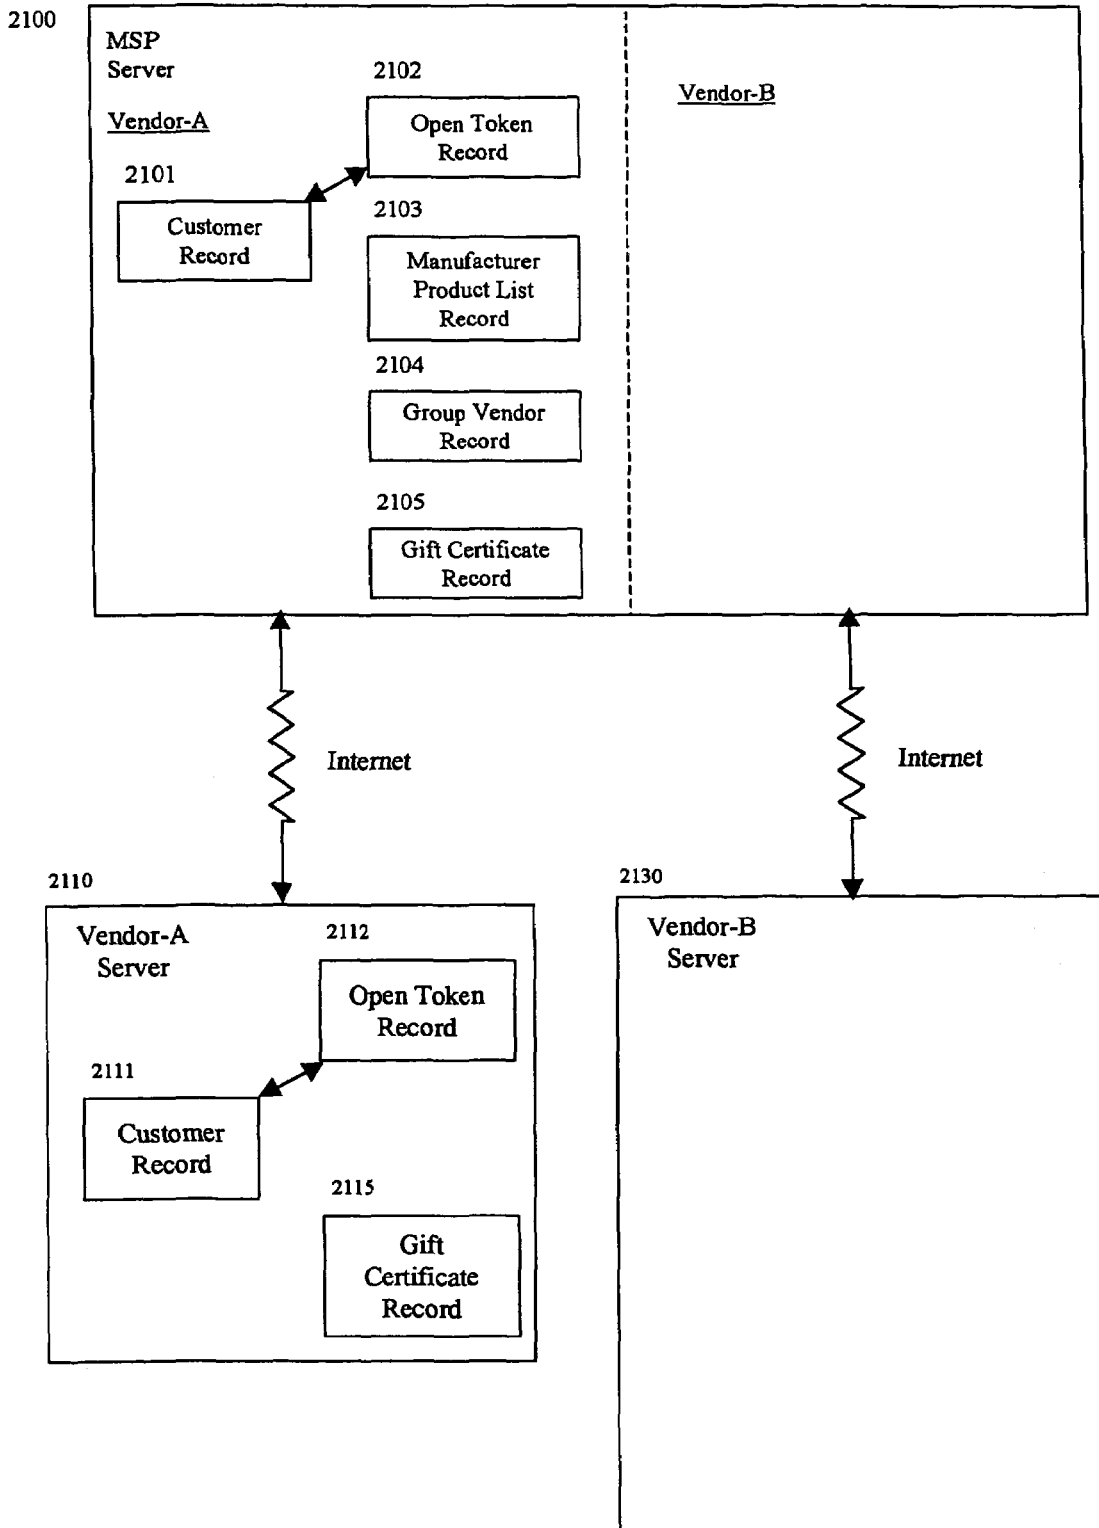 2100
MSP
Server
Vendor-A
2101
Customer
Record
2102
Open Token
Record
2103
Manufacturer
Product List
Record
2104
Group Vendor
Record
2105
Gift Certificate
Record
Vendor-B
Internet
Internet
2110
Vendor-A
Server
2111
Customer
Record
2112
Open Token
Record
2115
Gift
Certificate
Record
2130
Vendor-B
Server